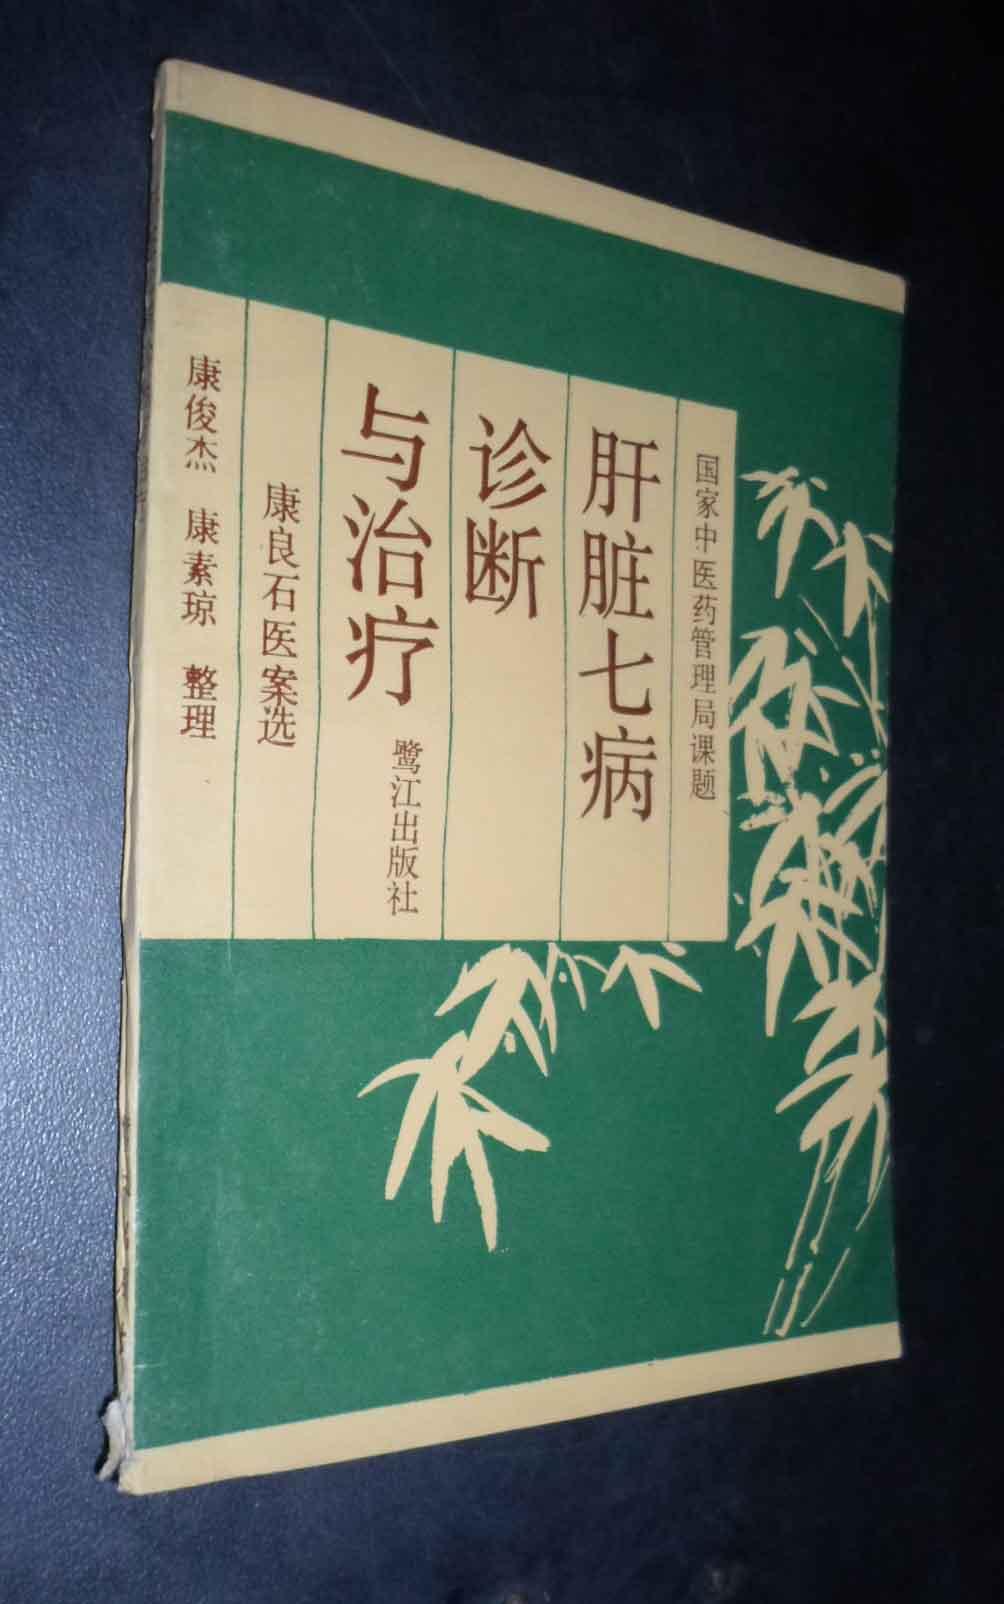 国家中医药管理局课题
肝脏七病
诊断
与治疗
鹭江出版社
康良石医案选
康俊杰 康素琼 整理